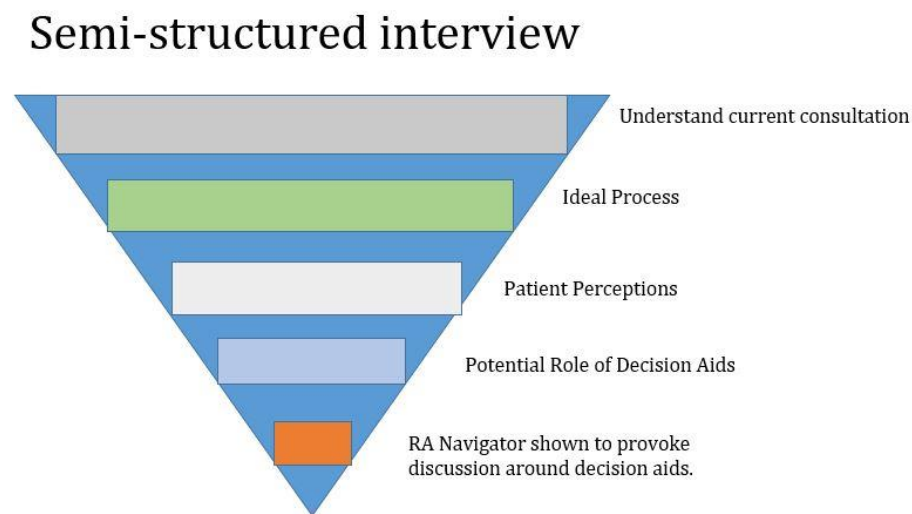 Semi-structured interview
Understand current consultation
Ideal Process
Patient Perceptions
Potential Role of Decision Aids
RA Navigator shown to provoke
discussion around decision aids.